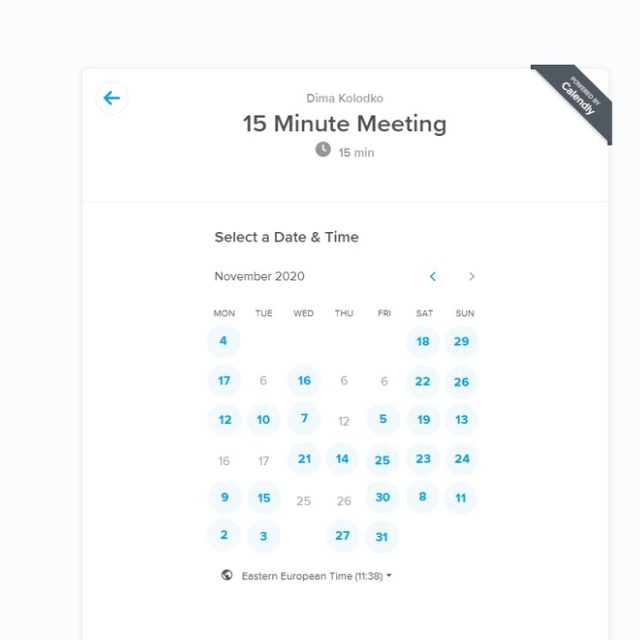 POWERED BY
Calendly
Dima Kolodko
15 Minute Meeting
15 min
Select a Date & Time
November 2020
MON TUE WED THU FRI SAT SUN
4 18 29
17 6 16 6 6 22 26
12 10 7 12 5 19 13
16 17 21 14 25 23 24
9 15 25 26 30 8 11
2 3 27 31
Eastern European Time (11:38)